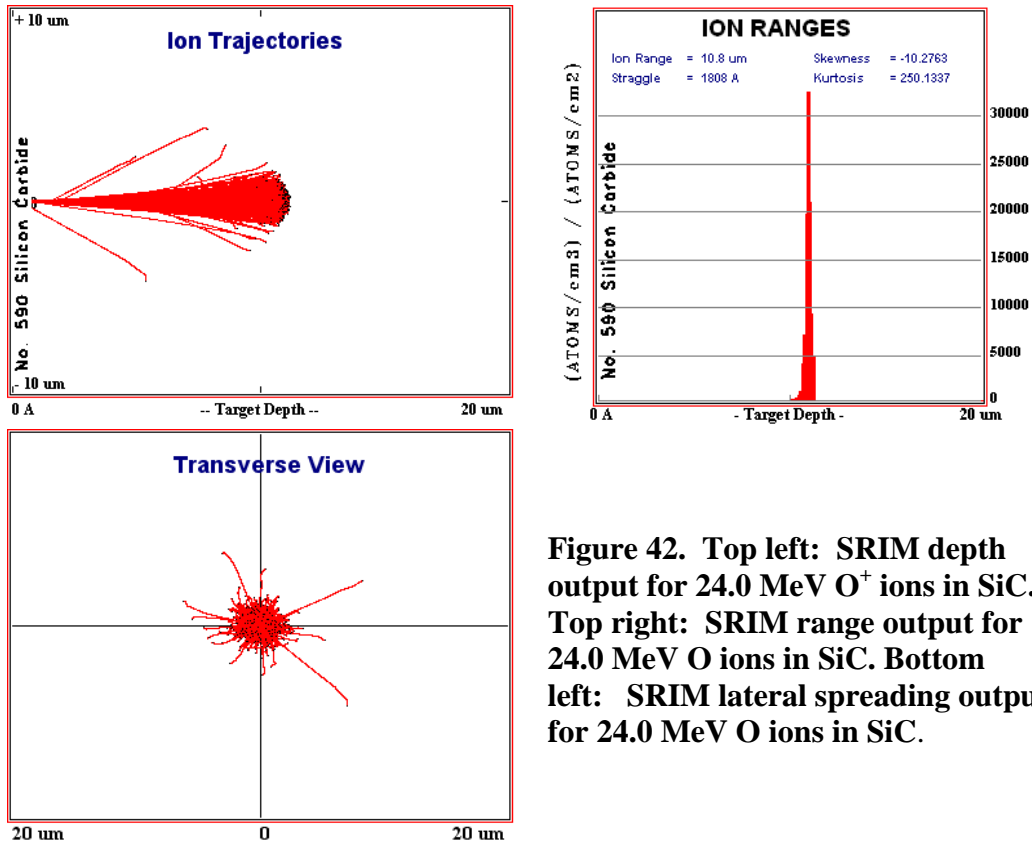 + 10 um
Ion Trajectories
No. 590 Silicon Carbide
- 10 um
0 A
-- Target Depth --
20 um
ION RANGES
Ion Range = 10.8 um
Skewness = -10.2763
Straggle = 1808 A
Kurtosis = 250.1337
(ATOMS/cm3) / (ATOMS/cm2)
No. 590 Silicon Carbide
30000
25000
20000
15000
10000
5000
0
0 A
- Target Depth -
20 um
Transverse View
20 um
0
20 um
Figure 42. Top left: SRIM depth
output for 24.0 MeV O+ ions in SiC.
Top right: SRIM range output for
24.0 MeV O ions in SiC. Bottom
left: SRIM lateral spreading outpu
for 24.0 MeV O ions in SiC.